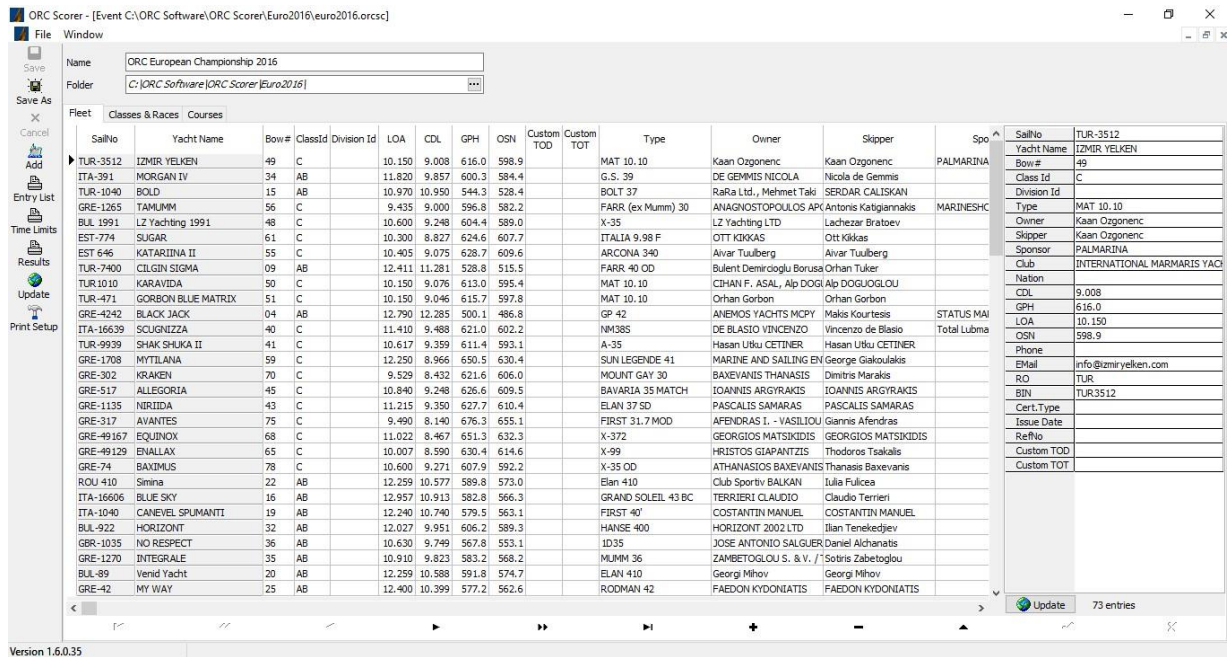 ORC Scorer - [Event C:\ORC Software\ORC Scorer\Euro2016\euro2016.orcsc]
File Window
Save
Save As
Cancel
Add
Entry List
Time Limits
Results
Update
Print Setup
Name ORC European Championship 2016
Folder C:\ORC Software\ORC Scorer\Euro2016\ ...
Fleet Classes & Races Courses
SailNo Yacht Name Bow# ClassId Division Id LOA CDL GPH OSN Custom TOD Custom TOT Type Owner Skipper Spo
TUR-3512 IZMIR YELKEN 49 C 10.150 9.008 616.0 598.9 MAT 10.10 Kaan Ozgonenc Kaan Ozgonenc PALMARINA
ITA-391 MORGAN IV 34 AB 11.820 9.857 600.3 584.4 G.S. 39 DE GEMMIS NICOLA Nicola de Gemmis
TUR-1040 BOLD 15 AB 10.970 10.950 544.3 528.4 BOLT 37 RaRa Ltd., Mehmet Taki SERDAR CALISKAN
GRE-1265 TAMUMM 56 C 9.435 9.000 596.8 582.2 FARR (ex Mumm) 30 ANAGNOSTOPOULOS APO Antonis Katigiannakis MARINESHO
BUL 1991 LZ Yachting 1991 48 C 10.600 9.248 604.4 589.0 X-35 LZ Yachting LTD Lachezar Bratoev
EST-774 SUGAR 61 C 10.300 8.827 624.6 607.7 ITALIA 9.98 F OTT KIKKAS Ott Kikkas
EST 646 KATARIINA II 55 C 10.405 9.075 628.7 609.6 ARCONA 340 Aivar Tuulberg Aivar Tuulberg
TUR-7400 CILGIN SIGMA 09 AB 12.411 11.281 528.8 515.5 FARR 40 OD Bulent Demircioglu Borusa Orhan Tuker
TUR1010 KARAVIDA 50 C 10.150 9.076 613.0 595.4 MAT 10.10 CIHAN F. ASAL, Alp DOGU Alp DOGUOGLOU
TUR-471 GORBON BLUE MATRIX 51 C 10.150 9.046 615.7 597.8 MAT 10.10 Orhan Gorbon Orhan Gorbon
GRE-4242 BLACK JACK 04 AB 12.790 12.285 500.1 486.8 GP 42 ANEMOS YACHTS MCPY Makis Kourtesis STATUS MAI
ITA-16639 SCUGNIZZA 40 C 11.410 9.488 621.0 602.2 NM38S DE BLASIO VINCENZO Vincenzo de Blasio Total Lubma
TUR-9939 SHAK SHUKA II 41 C 10.617 9.359 611.4 593.1 A-35 Hasan Utku CETINER Hasan Utku CETINER
GRE-1708 MYTILANA 59 C 12.250 8.966 650.5 630.4 SUN LEGENDE 41 MARINE AND SAILING EN George Giakoulakis
GRE-302 KRAKEN 70 C 9.529 8.432 621.6 606.0 MOUNT GAY 30 BAXEVANIS THANASIS Dimitris Marakis
GRE-517 ALLEGORIA 45 C 10.840 9.248 626.6 609.5 BAVARIA 35 MATCH IOANNIS ARGYRAKIS IOANNIS ARGYRAKIS
GRE-1135 NIRIIDA 43 C 11.215 9.350 627.7 610.4 ELAN 37 SD PASCALIS SAMARAS PASCALIS SAMARAS
GRE-317 AVANTES 75 C 9.490 8.140 676.3 655.1 FIRST 31.7 MOD AFENDRAS I. - VASILIOU Giannis Afendras
GRE-49167 EQUINOX 68 C 11.022 8.467 651.3 632.3 X-372 GEORGIOS MATSIKIDIS GEORGIOS MATSIKIDIS
GRE-49129 ENALLAX 65 C 10.007 8.590 630.4 614.6 X-99 HRISTOS GIAPANTZIS Thodoros Tsakalis
GRE-74 BAXIMUS 78 C 10.600 9.271 607.9 592.2 X-35 OD ATHANASIOS BAXEVANIS Thanasis Baxevanis
ROU 410 Simina 22 AB 12.259 10.577 589.8 573.0 Elan 410 Club Sportiv BALKAN Iulia Fulicea
ITA-16606 BLUE SKY 16 AB 12.957 10.913 582.8 566.3 GRAND SOLEIL 43 BC TERRIERI CLAUDIO Claudio Terrieri
ITA-1040 CANEVEL SPUMANTI 19 AB 12.240 10.740 579.5 563.1 FIRST 40' COSTANTIN MANUEL COSTANTIN MANUEL
BUL-922 HORIZONT 32 AB 12.027 9.951 606.2 589.3 HANSE 400 HORIZONT 2002 LTD Ilian Tenekedjiev
GBR-1035 NO RESPECT 36 AB 10.630 9.749 567.8 553.1 1D35 JOSE ANTONIO SALGUER Daniel Alchanatis
GRE-1270 INTEGRALE 35 AB 10.910 9.823 583.2 568.2 MUMM 36 ZAMBETOGLOU S. & V. / T Sotiris Zabetoglou
BUL-89 Venid Yacht 20 AB 12.259 10.588 591.8 574.7 ELAN 410 Georgi Mihov Georgi Mihov
GRE-42 MY WAY 25 AB 12.400 10.399 577.2 562.6 RODMAN 42 FAEDON KYDONIATIS FAEDON KYDONIATIS
SailNo TUR-3512
Yacht Name IZMIR YELKEN
Bow# 49
Class Id C
Division Id
Type MAT 10.10
Owner Kaan Ozgonenc
Skipper Kaan Ozgonenc
Sponsor PALMARINA
Club INTERNATIONAL MARMARIS YACH
Nation
CDL 9.008
GPH 616.0
LOA 10.150
OSN 598.9
Phone
EMail info@izmiryelken.com
RO TUR
BIN TUR3512
Cert.Type
Issue Date
RefNo
Custom TOD
Custom TOT
Update 73 entries
Version 1.6.0.35